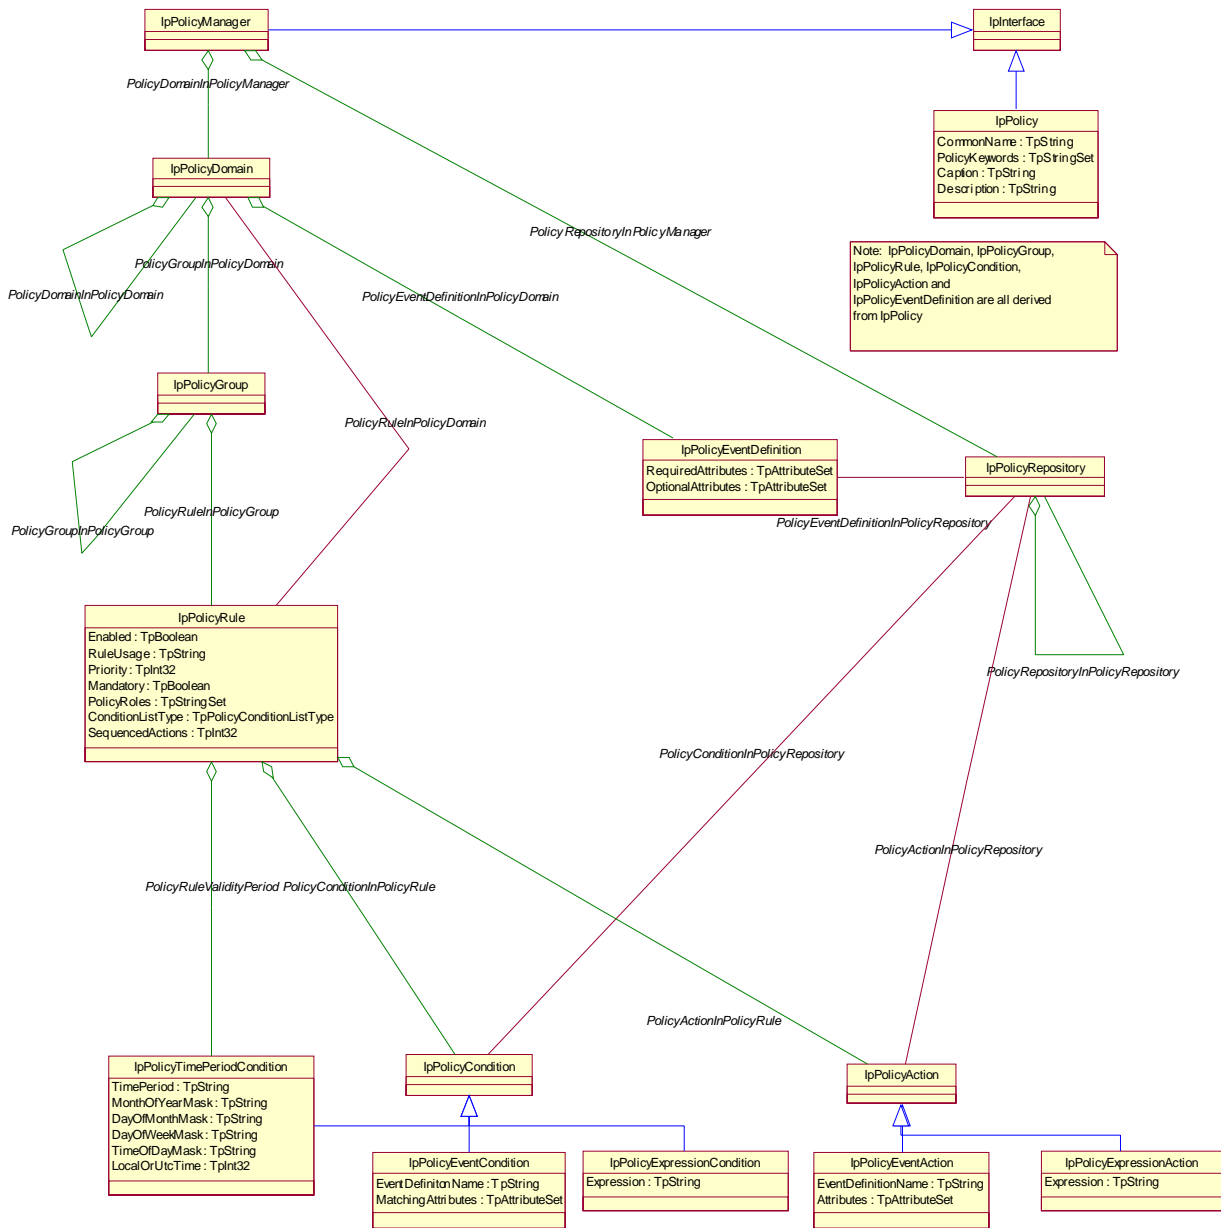 IpPolicyManager
IpInterface
PolicyDomainInPolicyManager
IpPolicy
CommonName : TpString
PolicyKeywords : TpStringSet
Caption : TpString
Description : TpString
IpPolicyDomain
PolicyRepositoryInPolicyManager
Note:  IpPolicyDomain, IpPolicyGroup,
IpPolicyRule, IpPolicyCondition,
IpPolicyAction and
IpPolicyEventDefinition are all derived
from IpPolicy
PolicyGroupInPolicyDomain
PolicyDomainInPolicyDomain
PolicyEventDefinitionInPolicyDomain
IpPolicyGroup
PolicyRuleInPolicyDomain
IpPolicyEventDefinition
RequiredAttributes : TpAttributeSet
OptionalAttributes : TpAttributeSet
IpPolicyRepository
PolicyRuleInPolicyGroup
PolicyGroupInPolicyGroup
PolicyEventDefinitionInPolicyRepository
IpPolicyRule
Enabled : TpBoolean
RuleUsage : TpString
Priority : TpInt32
Mandatory : TpBoolean
PolicyRoles : TpStringSet
ConditionListType : TpPolicyConditionListType
SequencedActions : TpInt32
PolicyRepositoryInPolicyRepository
PolicyConditionInPolicyRepository
PolicyActionInPolicyRepository
PolicyRuleValidityPeriod
PolicyConditionInPolicyRule
PolicyActionInPolicyRule
IpPolicyTimePeriodCondition
TimePeriod : TpString
MonthOfYearMask : TpString
DayOfMonthMask : TpString
DayOfWeekMask : TpString
TimeOfDayMask : TpString
LocalOrUtcTime : TpInt32
IpPolicyCondition
IpPolicyAction
IpPolicyEventCondition
EventDefinitonName : TpString
MatchingAttributes : TpAttributeSet
IpPolicyExpressionCondition
Expression : TpString
IpPolicyEventAction
EventDefinitionName : TpString
Attributes : TpAttributeSet
IpPolicyExpressionAction
Expression : TpString